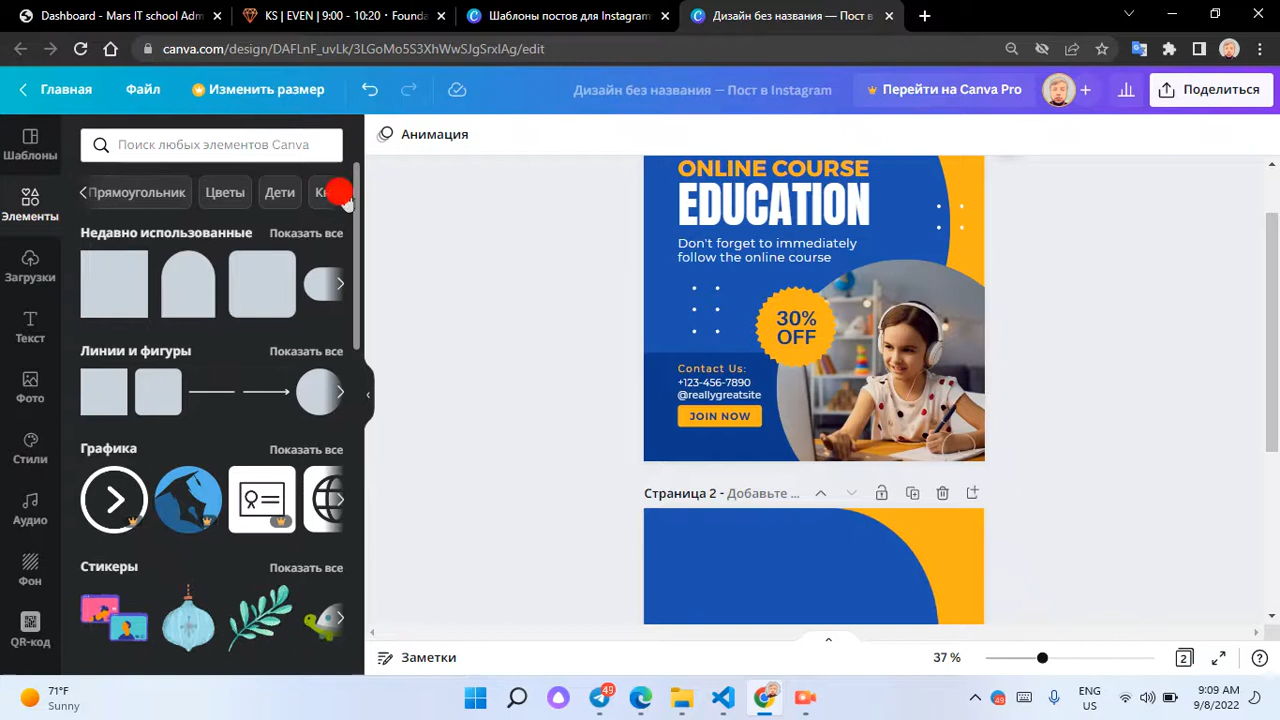 Dashboard - Mars IT school Adm
KS | EVEN | 9:00 - 10:20 • Founda
Шаблоны постов для Instagram
Дизайн без названия — Пост в
canva.com/design/DAFLnF_uvLk/3LGoMo5S3XhWwSJgSrxlAg/edit
Главная
Файл
Изменить размер
Дизайн без названия — Пост в Instagram
Перейти на Canva Pro
Поделиться
Шаблоны
Элементы
Загрузки
Текст
Фото
Стили
Аудио
Фон
QR-код
Поиск любых элементов Canva
Прямоугольник
Цветы
Дети
Недавно использованные
Показать все
Линии и фигуры
Показать все
Графика
Показать все
Стикеры
Показать все
Анимация
ONLINE COURSE
EDUCATION
Don't forget to immediately
follow the online course
30%
OFF
Contact Us:
+123-456-7890
@reallygreatsite
JOIN NOW
Страница 2 - Добавьте ...
Заметки
37 %
2
71°F
Sunny
49
49
ENG
US
9:09 AM
9/8/2022